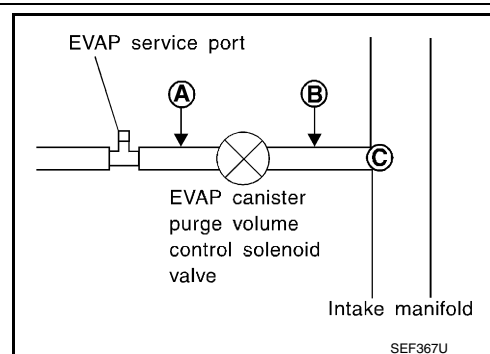 EVAP service port
A
B
C
EVAP canister
purge volume
control solenoid
valve
Intake manifold
SEF367U